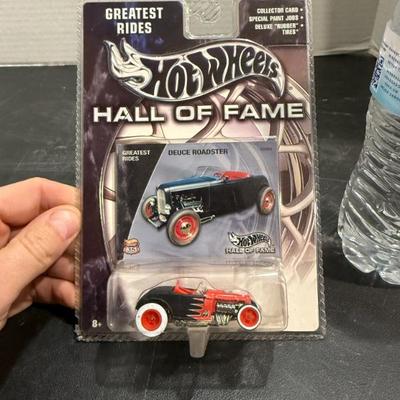 GREATEST
RIDES
COLLECTOR CARD •
SPECIAL PAINT JOBS •
DELUXE "RUBBER" •
TIRES
Hot Wheels
HALL OF FAME
GREATEST
RIDES
DEUCE ROADSTER
Hot Wheels
HALL OF FAME
35
8+